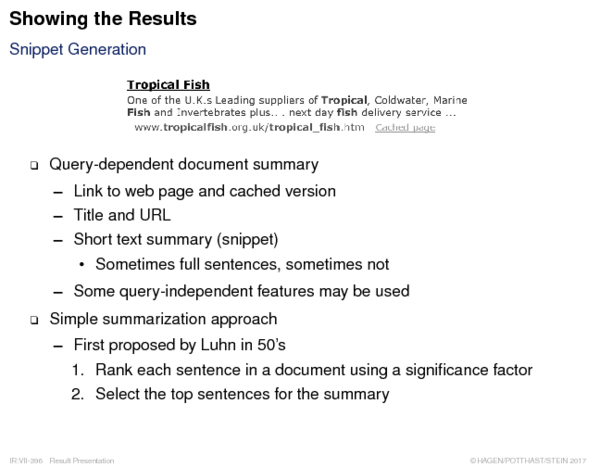 Showing the Results
Snippet Generation
Tropical Fish
One of the U.K.s Leading suppliers of Tropical, Coldwater, Marine
Fish and Invertebrates plus.. . next day fish delivery service ...
www.tropicalfish.org.uk/tropical_fish.htm Cached page
❑ Query-dependent document summary
– Link to web page and cached version
– Title and URL
– Short text summary (snippet)
• Sometimes full sentences, sometimes not
– Some query-independent features may be used
❑ Simple summarization approach
– First proposed by Luhn in 50's
1. Rank each sentence in a document using a significance factor
2. Select the top sentences for the summary
IR:VII-396 Result Presentation ©HAGEN/POTTHAST/STEIN 2017